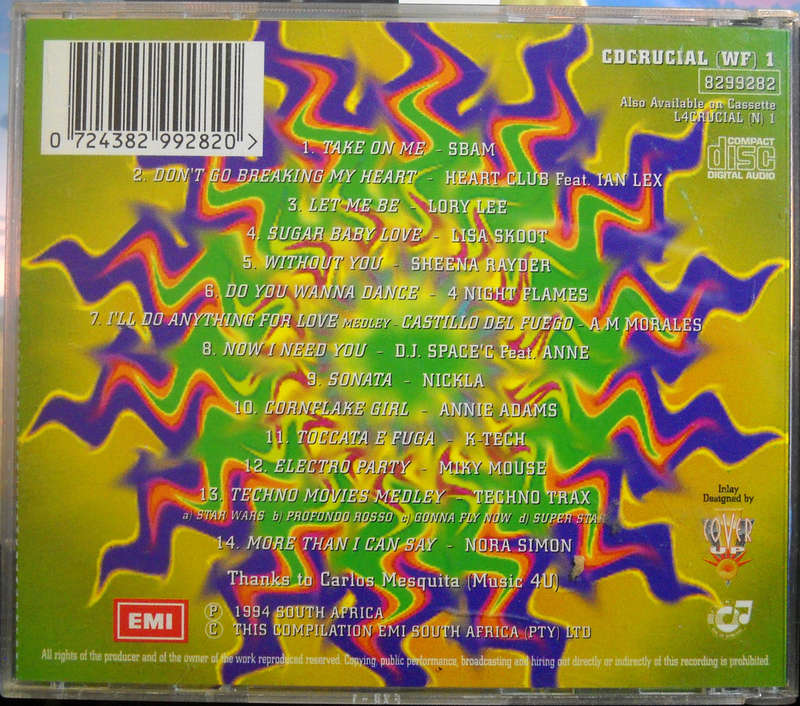 CDCRUCIAL (WF) 1
8299282
Also Available on Cassette
L4CRUCIAL (N) 1
COMPACT
disc
DIGITAL AUDIO
0 724382 992820 >
1. TAKE ON ME - SBAM
2. DON'T GO BREAKING MY HEART - HEART CLUB Feat. IAN LEX
3. LET ME BE - LORY LEE
4. SUGAR BABY LOVE - LISA SKOOT
5. WITHOUT YOU - SHEENA RAYDER
6. DO YOU WANNA DANCE - 4 NIGHT FLAMES
7. I'LL DO ANYTHING FOR LOVE MEDLEY - CASTILLO DEL FUEGO - A M MORALES
8. NOW I NEED YOU - D.J. SPACE'C Feat. ANNE
9. SONATA - NICKLA
10. CORNFLAKE GIRL - ANNIE ADAMS
11. TOCCATA E FUGA - K-TECH
12. ELECTRO PARTY - MIKY MOUSE
13. TECHNO MOVIES MEDLEY - TECHNO TRAX
a) STAR WARS b) PROFONDO ROSSO c) GONNA FLY NOW d) SUPER STAR
14. MORE THAN I CAN SAY - NORA SIMON
Thanks to Carlos Mesquita (Music 4U)
Inlay
Designed by
COVER
UP
EMI
℗ 1994 SOUTH AFRICA
© THIS COMPILATION EMI SOUTH AFRICA (PTY) LTD
All rights of the producer and of the owner of the work reproduced reserved. Copying, public performance, broadcasting and hiring out directly or indirectly of this recording is prohibited.